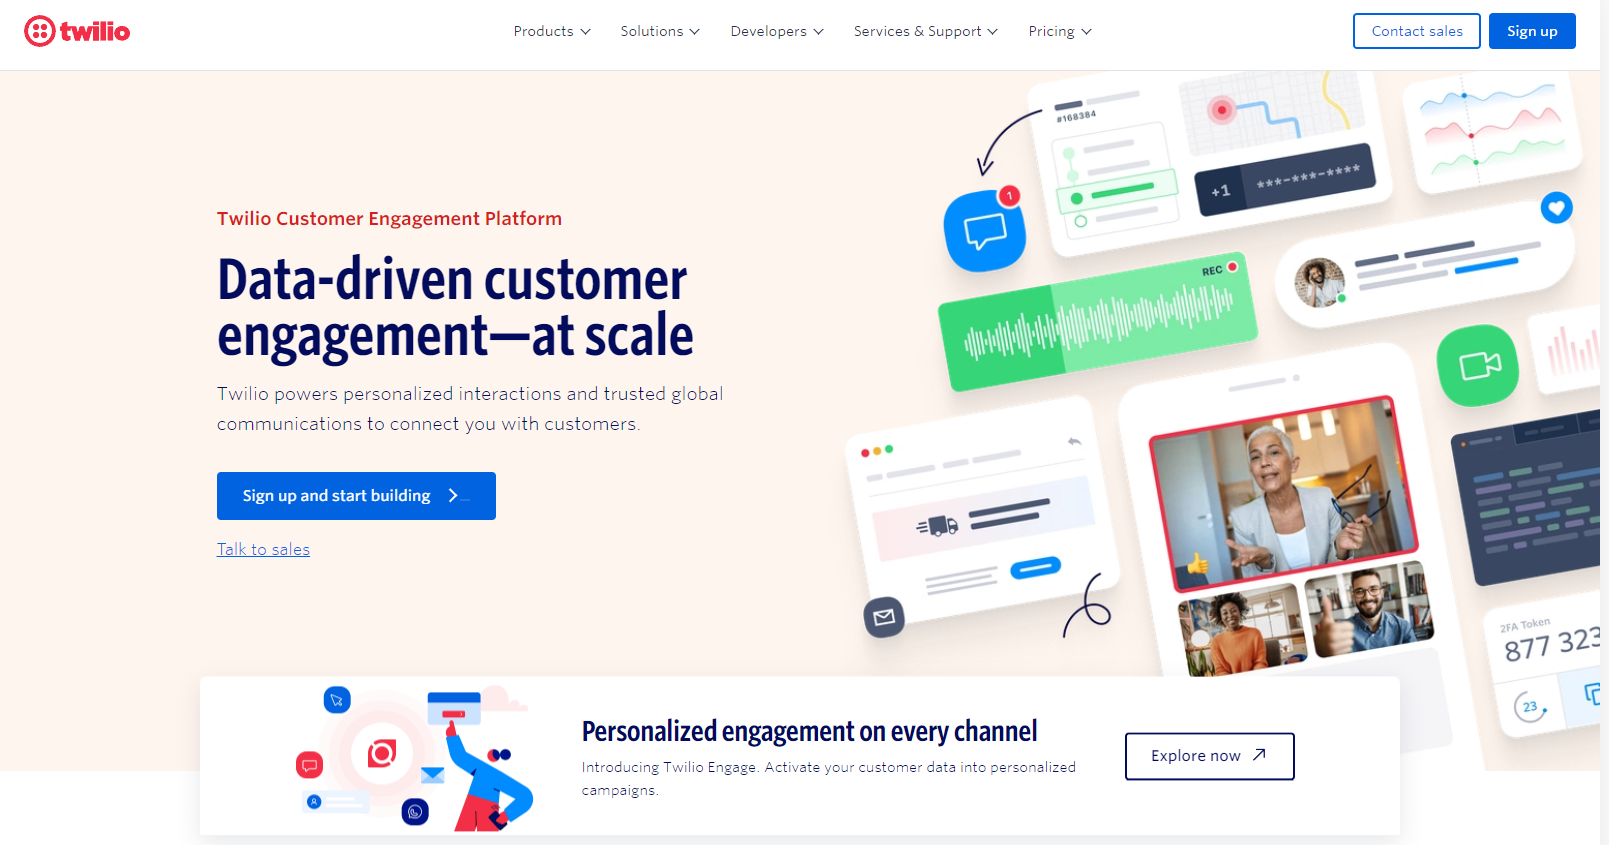 twilio
Products
Solutions
Developers
Services & Support
Pricing
Contact sales
Sign up
#168384
+1 ***-***-****
1
REC
Twilio Customer Engagement Platform
Data-driven customer
engagement—at scale
Twilio powers personalized interactions and trusted global
communications to connect you with customers.
Sign up and start building
Talk to sales
2FA Token
877 323
23
Personalized engagement on every channel
Introducing Twilio Engage. Activate your customer data into personalized
campaigns.
Explore now